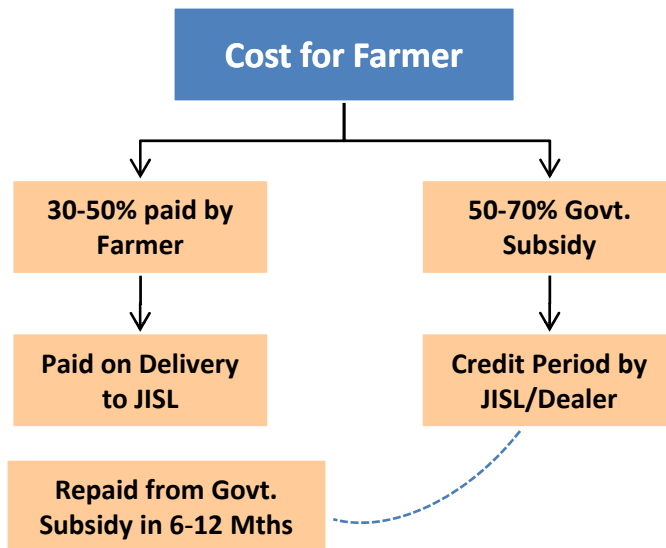 Cost for Farmer
30-50% paid by
Farmer
50-70% Govt.
Subsidy
Paid on Delivery
to JISL
Credit Period by
JISL/Dealer
Repaid from Govt.
Subsidy in 6-12 Mths